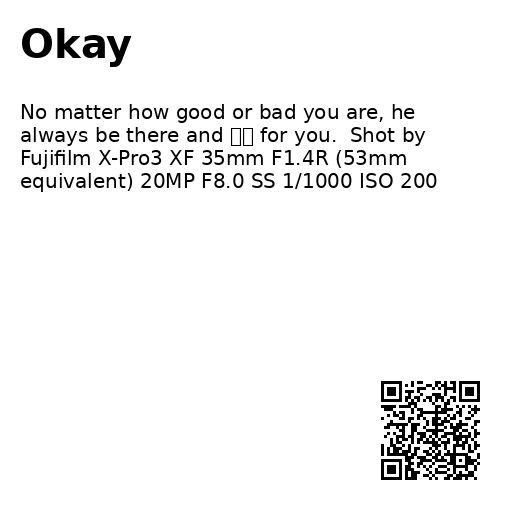 Okay
No matter how good or bad you are, he
always be there and for you.  Shot by
Fujifilm X-Pro3 XF 35mm F1.4R (53mm
equivalent) 20MP F8.0 SS 1/1000 ISO 200